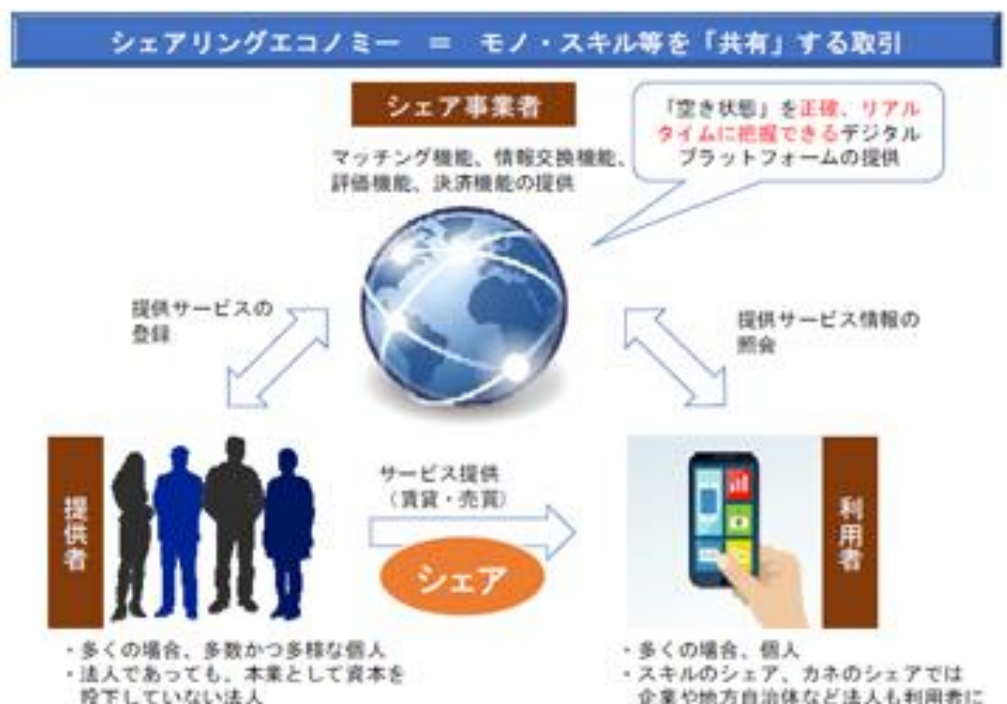 シェアリングエコノミー ＝ モノ・スキル等を「共有」する取引
シェア事業者
マッチング機能、情報交換機能、
評価機能、決済機能の提供
「空き状態」を正確、リアル
タイムに把握できるデジタル
プラットフォームの提供
提供サービスの
登録
提供サービス情報の
照会
提供者
サービス提供
（賃貸・売買）
シェア
利用者
・多くの場合、多数かつ多様な個人
・法人であっても、本業として資本を
投下していない法人
・多くの場合、個人
・スキルのシェア、カネのシェアでは
企業や地方自治体など法人も利用者に